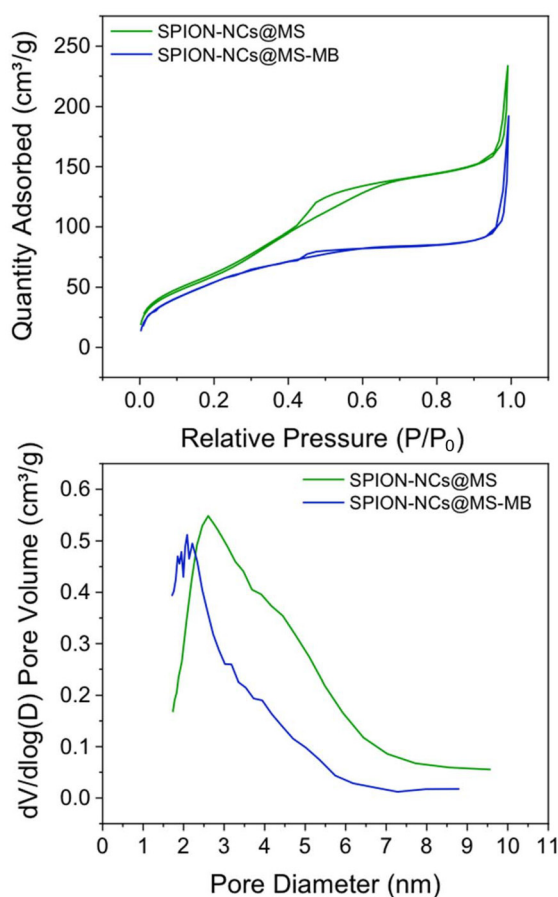 SPION-NCs@MS
SPION-NCs@MS-MB
Quantity Adsorbed (cm³/g)
250
200
150
100
50
0
0.0 0.2 0.4 0.6 0.8 1.0
Relative Pressure (P/P₀)
SPION-NCs@MS
SPION-NCs@MS-MB
dV/dlog(D) Pore Volume (cm³/g)
0.6
0.5
0.4
0.3
0.2
0.1
0.0
0 1 2 3 4 5 6 7 8 9 10 11
Pore Diameter (nm)